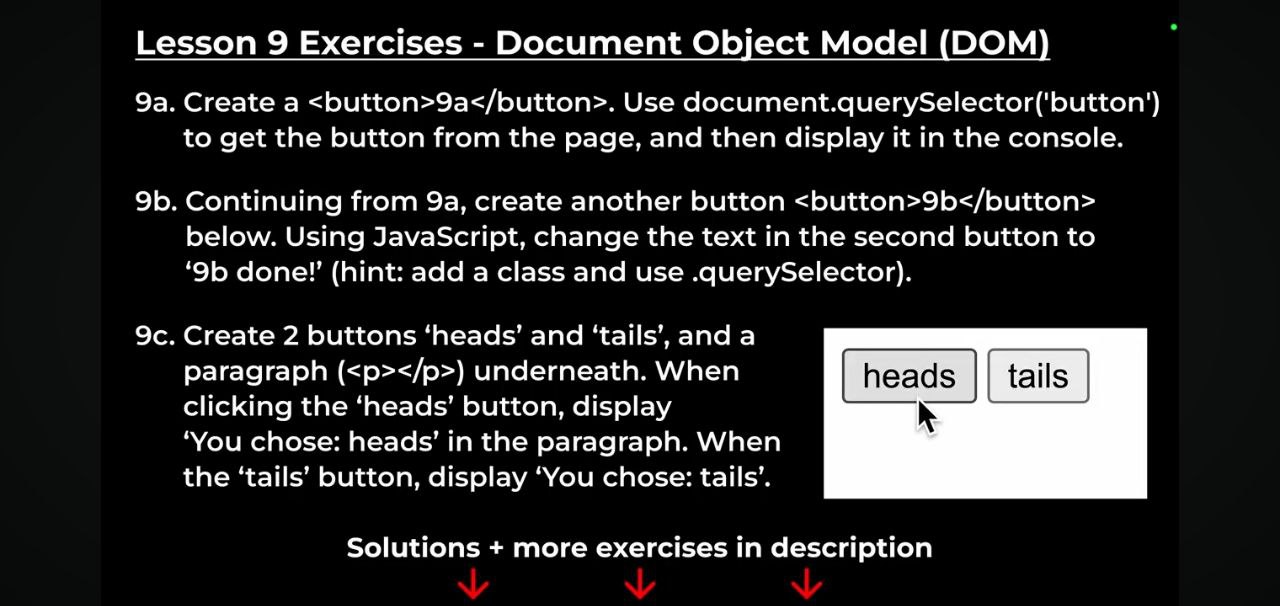 Lesson 9 Exercises - Document Object Model (DOM)
9a. Create a <button>9a</button>. Use document.querySelector('button')
to get the button from the page, and then display it in the console.
9b. Continuing from 9a, create another button <button>9b</button>
below. Using JavaScript, change the text in the second button to
‘9b done!’ (hint: add a class and use .querySelector).
9c. Create 2 buttons ‘heads’ and ‘tails’, and a
paragraph (<p></p>) underneath. When
clicking the ‘heads’ button, display
‘You chose: heads’ in the paragraph. When
the ‘tails’ button, display ‘You chose: tails’.
heads tails
Solutions + more exercises in description